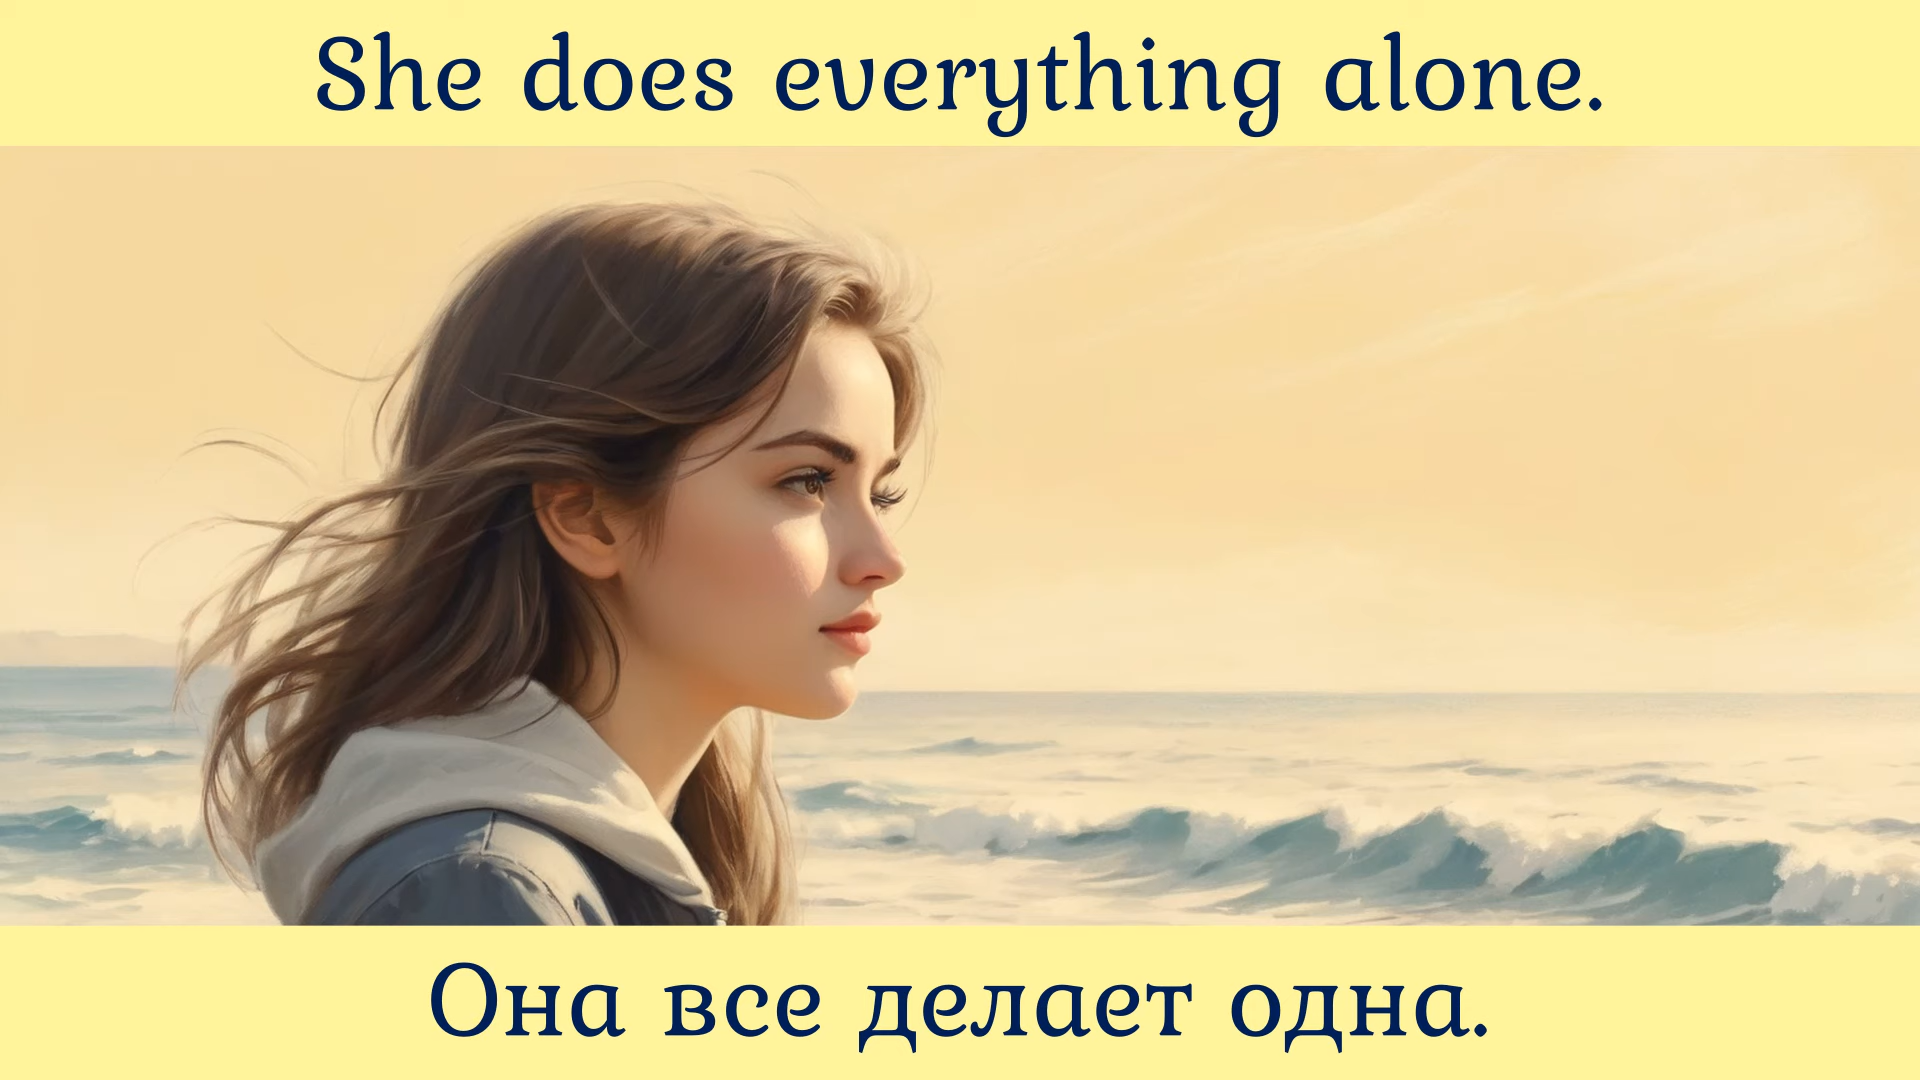 She does everything alone.
Она все делает одна.